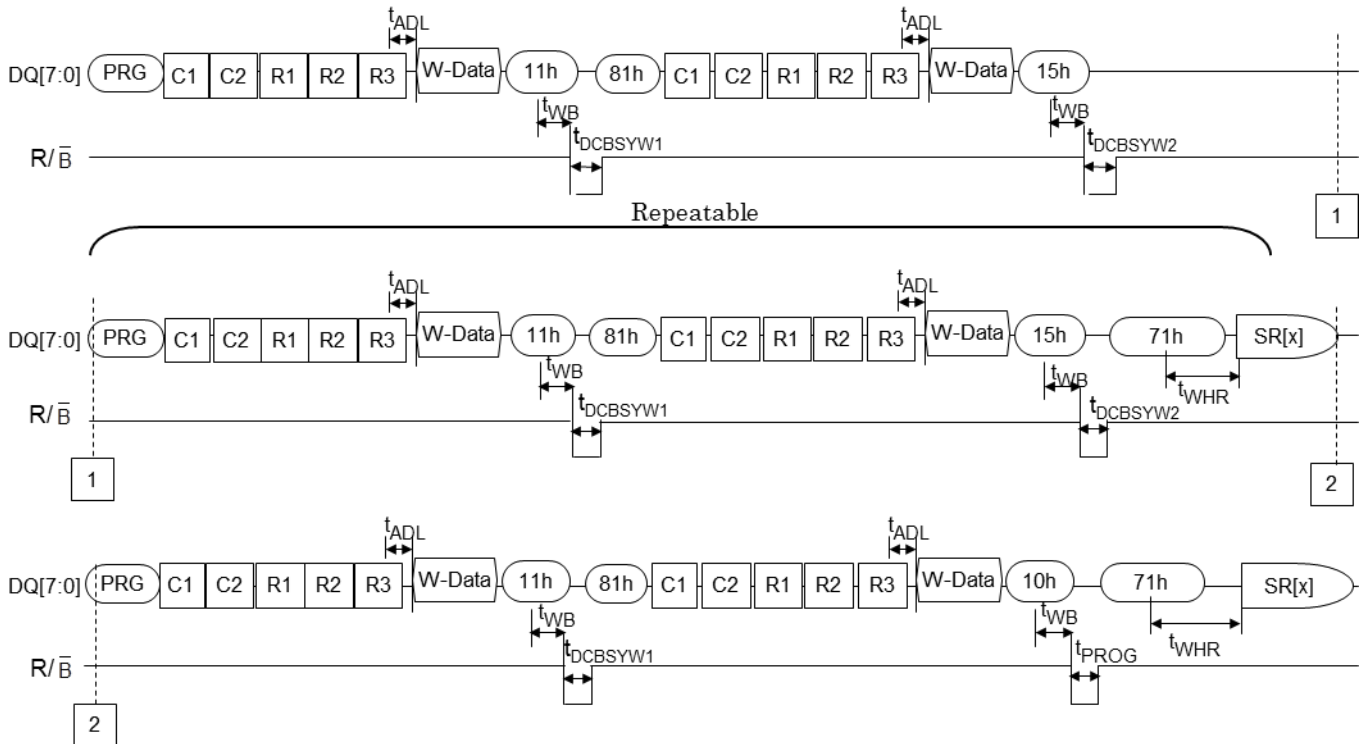 tADL tADL
DQ[7:0] PRG C1 C2 R1 R2 R3 W-Data 11h 81h C1 C2 R1 R2 R3 W-Data 15h
tWB tWB
R/B̅ tDCBSYW1 tDCBSYW2
1
Repeatable
tADL tADL
DQ[7:0] PRG C1 C2 R1 R2 R3 W-Data 11h 81h C1 C2 R1 R2 R3 W-Data 15h 71h SR[x]
tWB tWB tWHR
R/B̅ tDCBSYW1 tDCBSYW2
1 2
tADL tADL
DQ[7:0] PRG C1 C2 R1 R2 R3 W-Data 11h 81h C1 C2 R1 R2 R3 W-Data 10h 71h SR[x]
tWB tWB tWHR
R/B̅ tDCBSYW1 tPROG
2